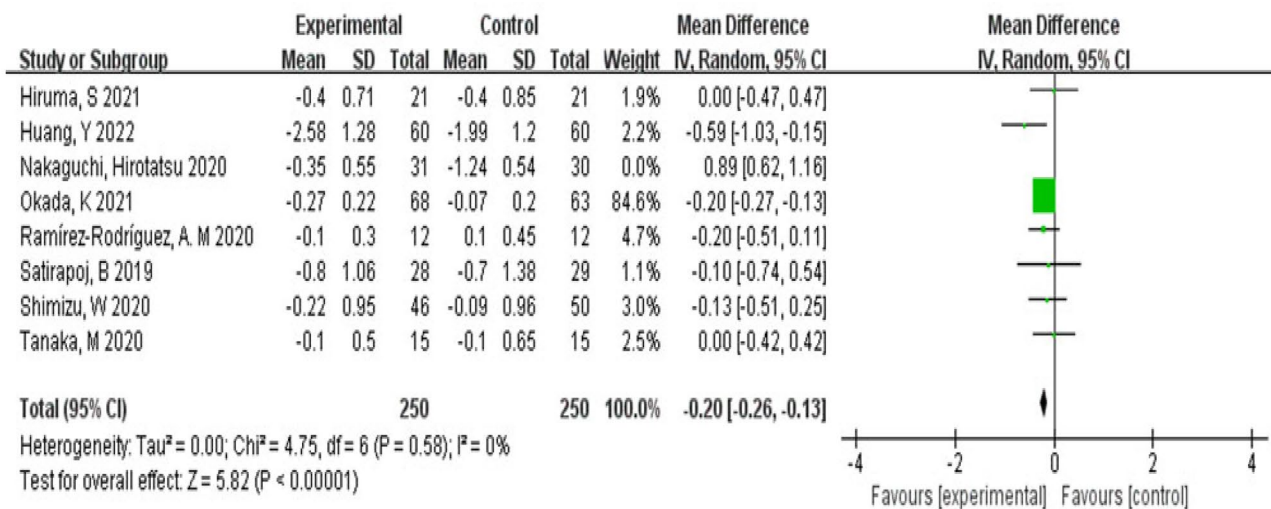 Experimental Control Mean Difference Mean Difference
Study or Subgroup Mean SD Total Mean SD Total Weight IV, Random, 95% CI IV, Random, 95% CI
Hiruma, S 2021 -0.4 0.71 21 -0.4 0.85 21 1.9% 0.00 [-0.47, 0.47]
Huang, Y 2022 -2.58 1.28 60 -1.99 1.2 60 2.2% -0.59 [-1.03, -0.15]
Nakaguchi, Hirotatsu 2020 -0.35 0.55 31 -1.24 0.54 30 0.0% 0.89 [0.62, 1.16]
Okada, K 2021 -0.27 0.22 68 -0.07 0.2 63 84.6% -0.20 [-0.27, -0.13]
Ramírez-Rodríguez, A. M 2020 -0.1 0.3 12 0.1 0.45 12 4.7% -0.20 [-0.51, 0.11]
Satirapoj, B 2019 -0.8 1.06 28 -0.7 1.38 29 1.1% -0.10 [-0.74, 0.54]
Shimizu, W 2020 -0.22 0.95 46 -0.09 0.96 50 3.0% -0.13 [-0.51, 0.25]
Tanaka, M 2020 -0.1 0.5 15 -0.1 0.65 15 2.5% 0.00 [-0.42, 0.42]
Total (95% CI) 250 250 100.0% -0.20 [-0.26, -0.13]
Heterogeneity: Tau² = 0.00; Chi² = 4.75, df = 6 (P = 0.58); I² = 0%
Test for overall effect: Z = 5.82 (P < 0.00001)
-4 -2 0 2 4
Favours [experimental] Favours [control]